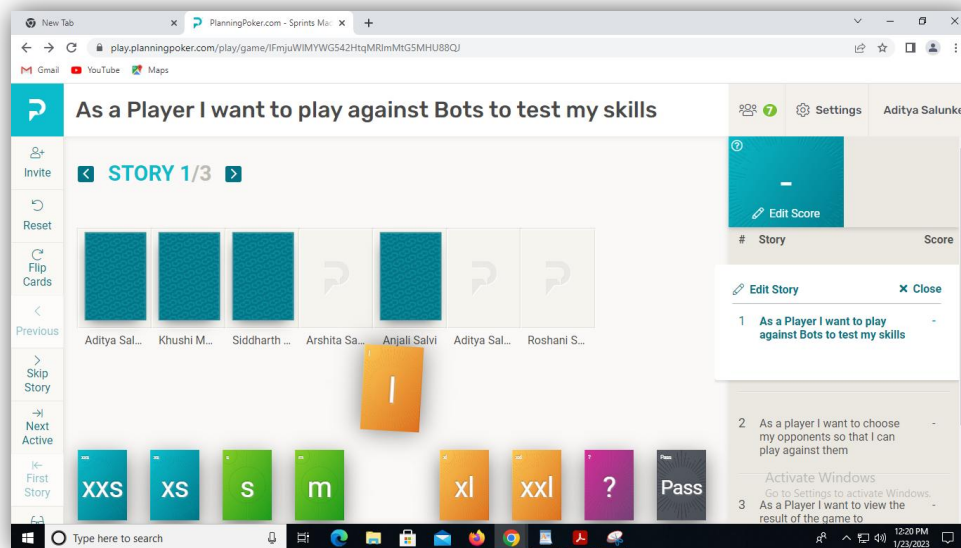 New Tab
PlanningPoker.com - Sprints Mac
play.planningpoker.com/play/game/IFmjuWIMYWG542HtqMRImMtG5MHU88QJ
Gmail
YouTube
Maps
As a Player I want to play against Bots to test my skills
7
Settings
Aditya Salunke
Invite
Reset
Flip
Cards
Previous
Skip
Story
Next
Active
First
Story
STORY 1/3
Aditya Sal...
Khushi M...
Siddharth ...
Arshita Sa...
Anjali Salvi
Aditya Sal...
Roshani S...
l
l
xxs
xxs
xs
xs
s
s
m
m
xl
xl
xxl
xxl
?
?
Pass
Pass
?
-
Edit Score
# Story Score
Edit Story
Close
1 As a Player I want to play -
against Bots to test my skills
2 As a player I want to choose -
my opponents so that I can
play against them
Activate Windows
Go to Settings to activate Windows.
3 As a Player I want to view the -
result of the game to
Type here to search
12:20 PM
1/23/2023